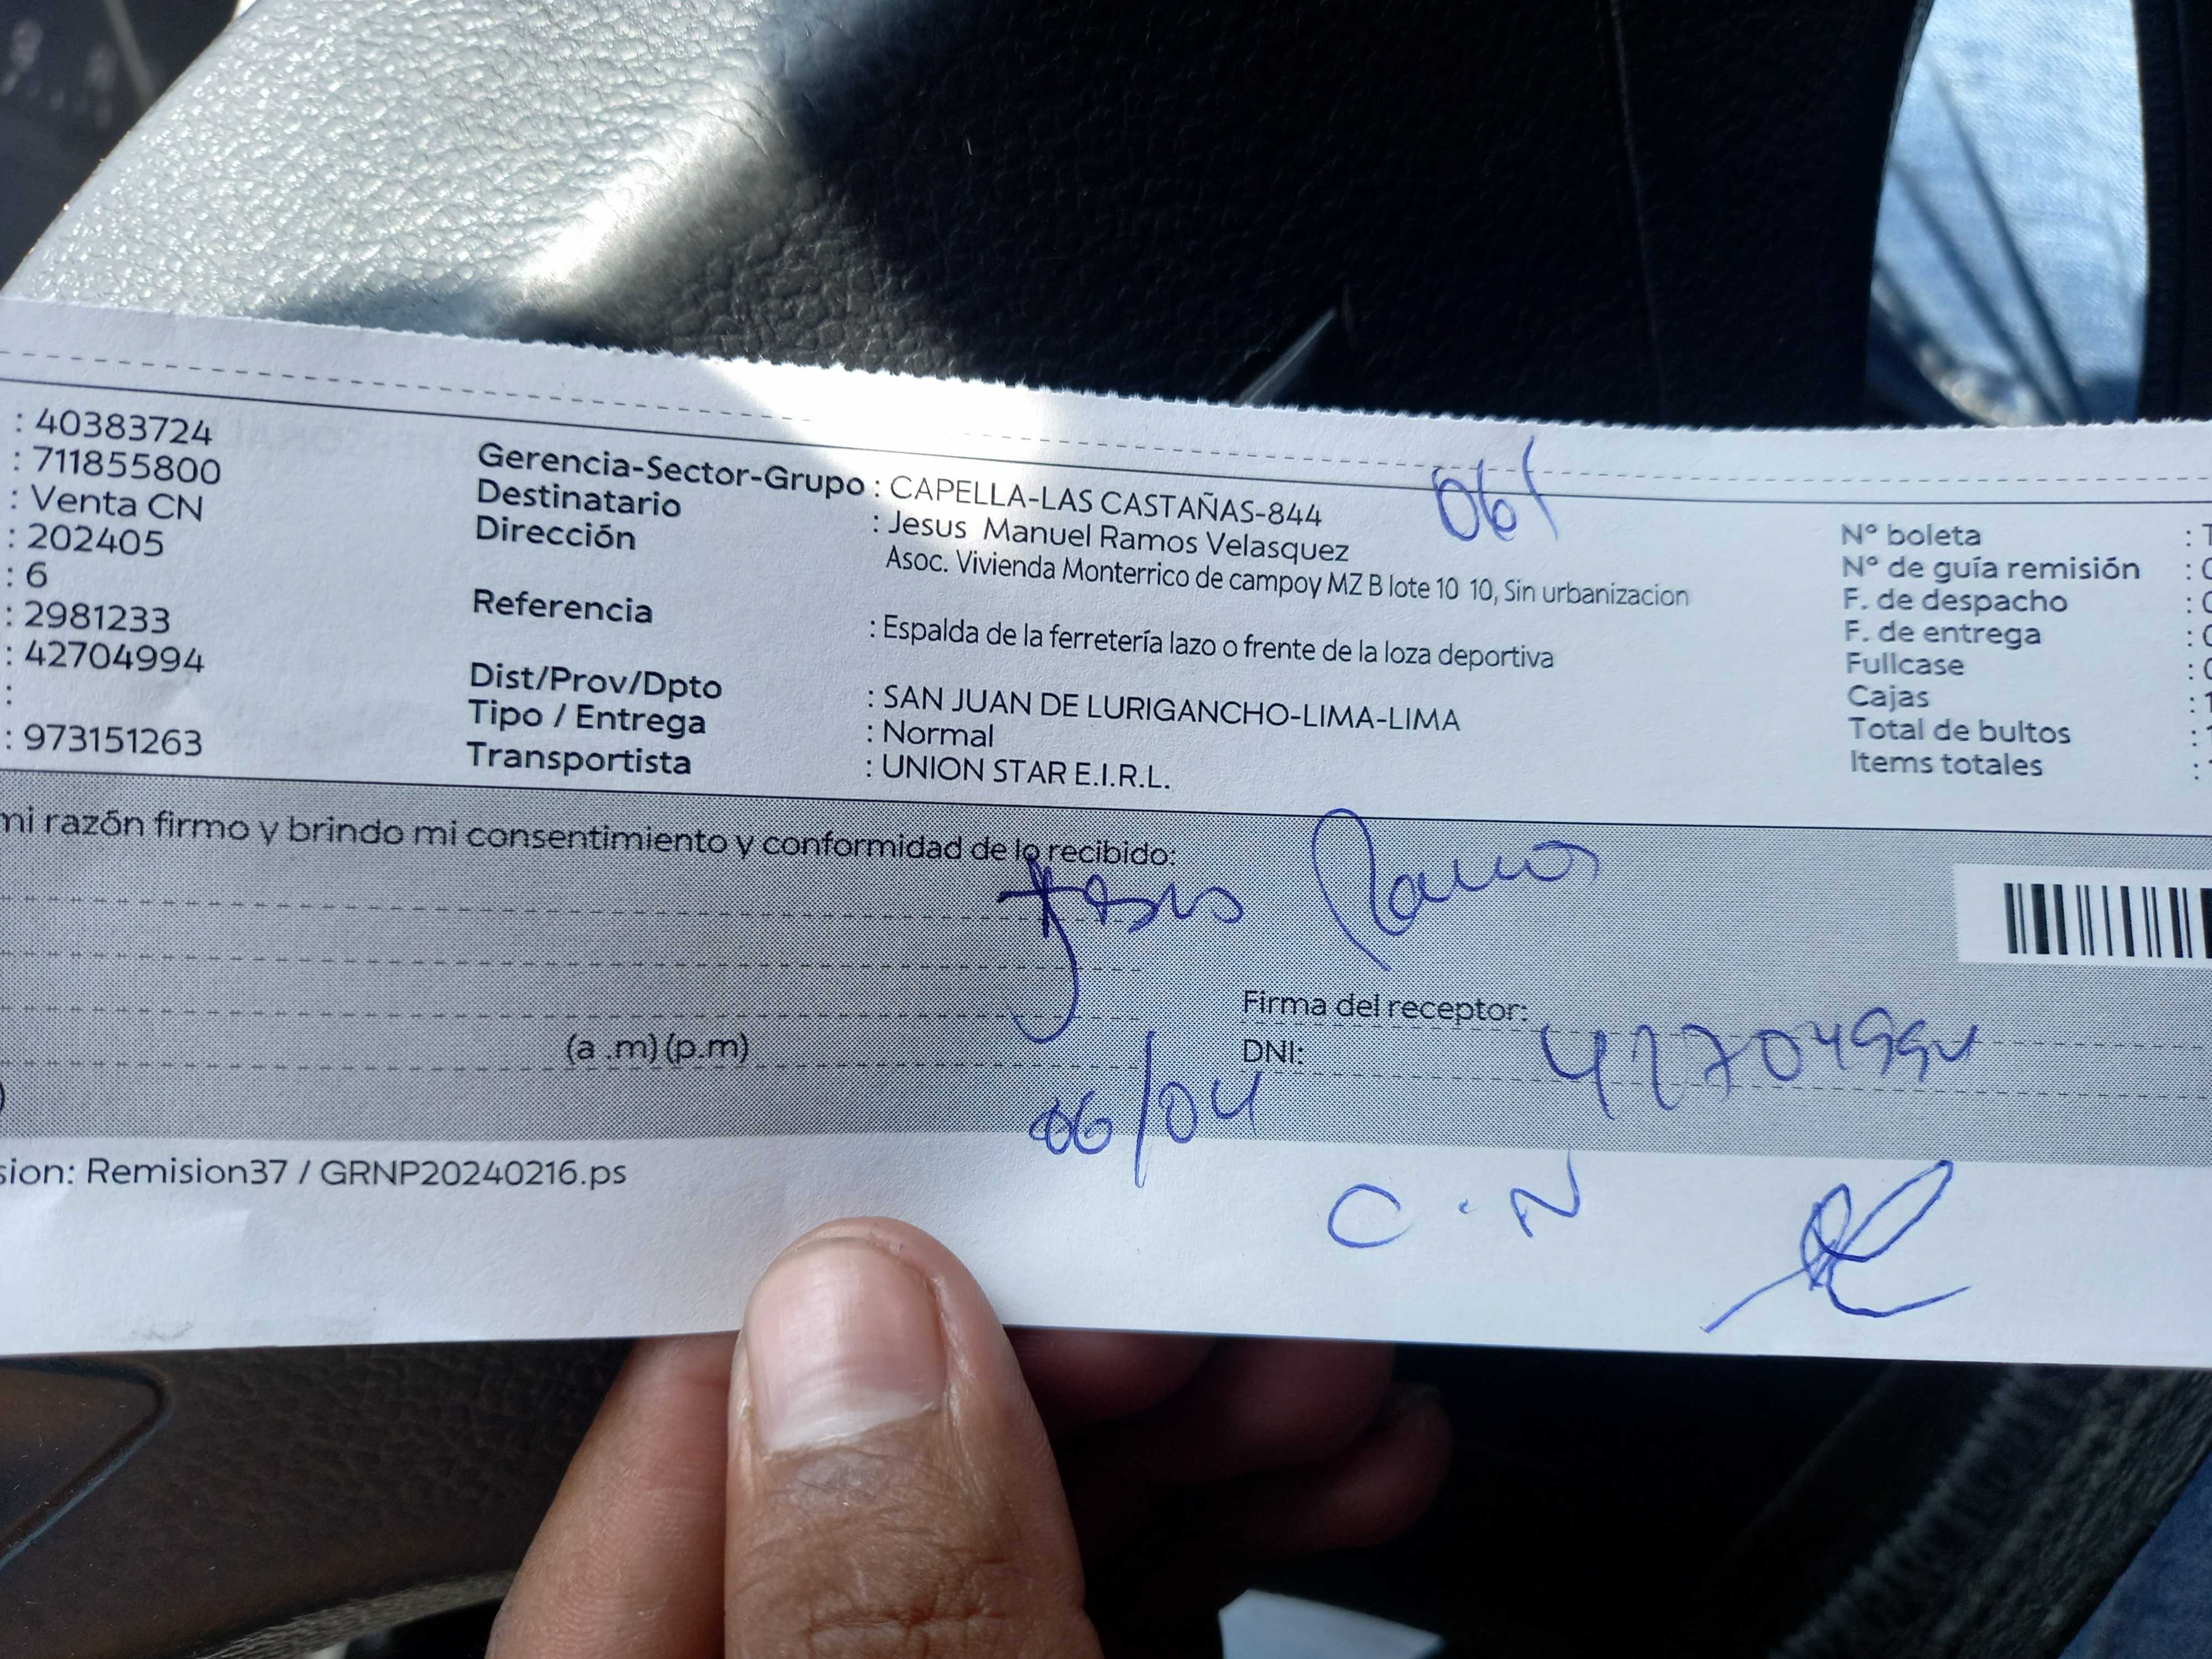 : 40383724
: 711855800
: Venta CN
: 202405
: 6
: 2981233
: 42704994
:
: 973151263
Gerencia-Sector-Grupo : CAPELLA-LAS CASTAÑAS-844
061
Destinatario : Jesus Manuel Ramos Velasquez
Dirección Asoc. Vivienda Monterrico de campoy MZ B lote 10 10, Sin urbanizacion
Referencia : Espalda de la ferretería lazo o frente de la loza deportiva
Dist/Prov/Dpto : SAN JUAN DE LURIGANCHO-LIMA-LIMA
Tipo / Entrega : Normal
Transportista : UNION STAR E.I.R.L.
N° boleta :
N° de guía remisión :
F. de despacho :
F. de entrega :
Fullcase :
Cajas :
Total de bultos :
Items totales :
mi razón firmo y brindo mi consentimiento y conformidad de lo recibido:
Jesus Ramos
Firma del receptor:
(a .m) (p.m)
DNI: 42704994
06/04
sion: Remision37 / GRNP20240216.ps
C.N